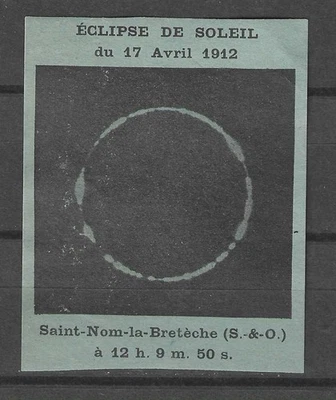 ÉCLIPSE DE SOLEIL
du 17 Avril 1912
Saint-Nom-la-Bretèche (S.-&-O.)
à 12 h. 9 m. 50 s.